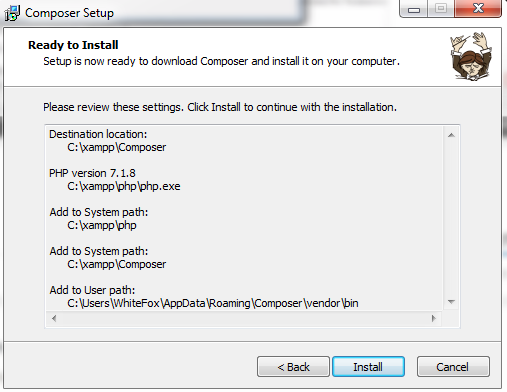 Composer Setup
Ready to Install
Setup is now ready to download Composer and install it on your computer.
Please review these settings. Click Install to continue with the installation.
Destination location:
C:\xampp\Composer
PHP version 7.1.8
C:\xampp\php\php.exe
Add to System path:
C:\xampp\php
Add to System path:
C:\xampp\Composer
Add to User path:
C:\Users\WhiteFox\AppData\Roaming\Composer\vendor\bin
< Back
Install
Cancel